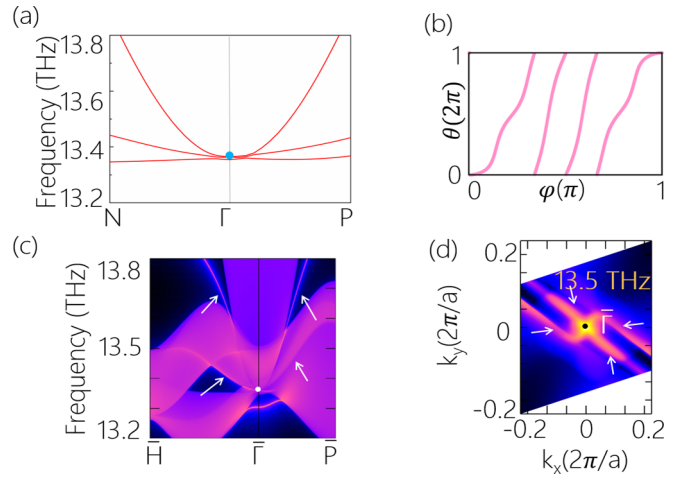 (a)
Frequency (THz)
13.8
13.6
13.4
13.2
N
Γ
P
(b)
θ(2π)
1
0
0
φ(π)
1
(c)
Frequency (THz)
13.8
13.5
13.2
H̅
Γ̅
P̅
(d)
13.5 THz
Γ̅
k_y(2π/a)
0.2
0
-0.2
-0.2
0
0.2
k_x(2π/a)